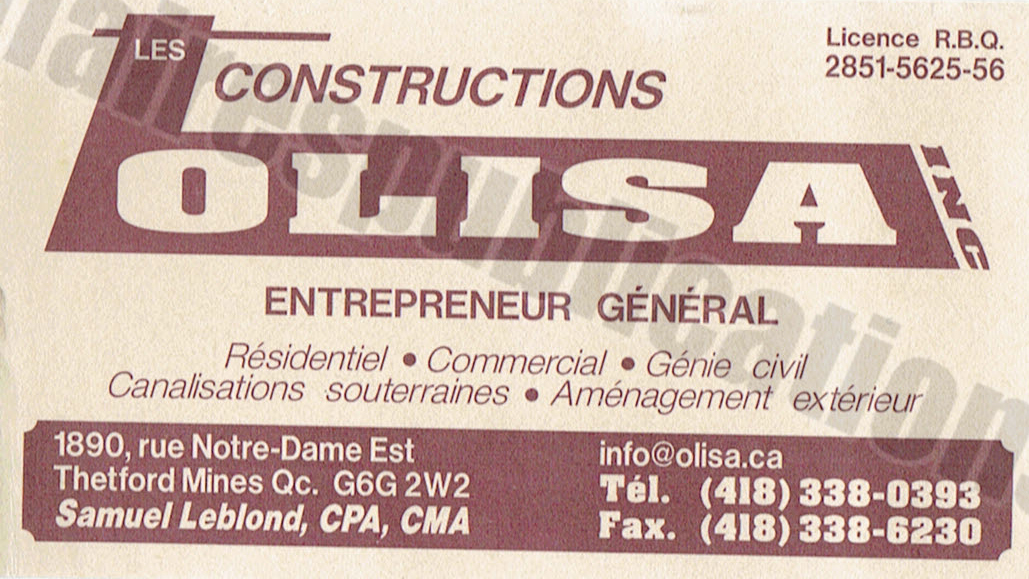 LES
CONSTRUCTIONS
OLISA
INC
Licence R.B.Q.
2851-5625-56
ENTREPRENEUR GÉNÉRAL
Résidentiel • Commercial • Génie civil
Canalisations souterraines • Aménagement extérieur
1890, rue Notre-Dame Est
Thetford Mines Qc. G6G 2W2
Samuel Leblond, CPA, CMA
info@olisa.ca
Tél. (418) 338-0393
Fax. (418) 338-6230